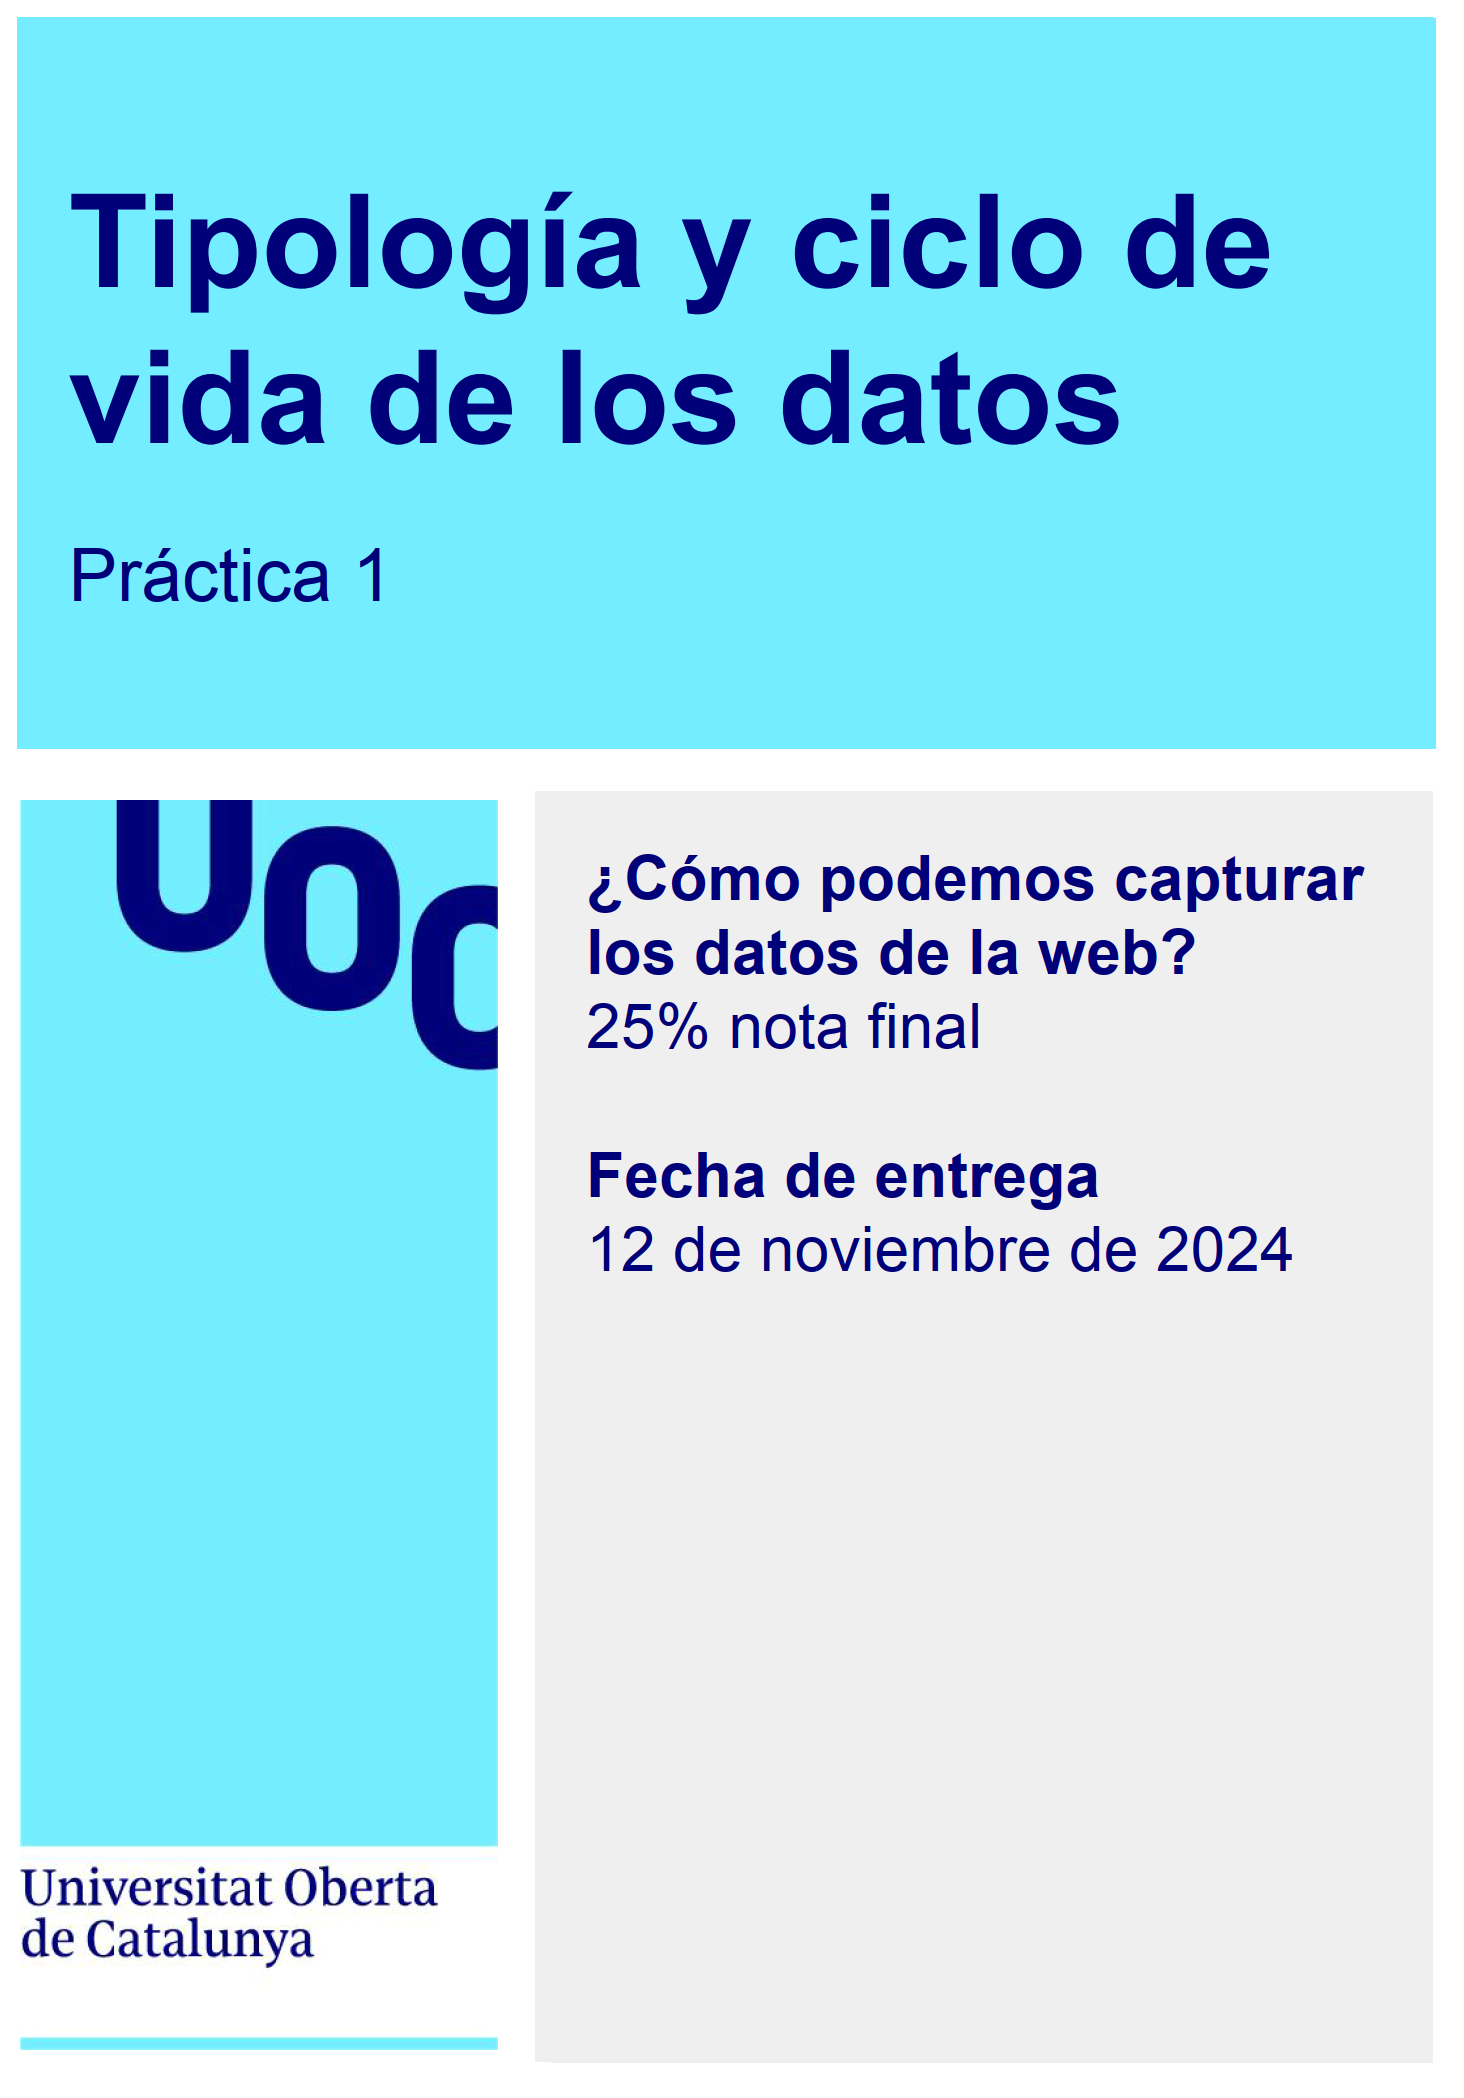 Tipología y ciclo de
vida de los datos
Práctica 1
UOC
¿Cómo podemos capturar
los datos de la web?
25% nota final
Fecha de entrega
12 de noviembre de 2024
Universitat Oberta
de Catalunya